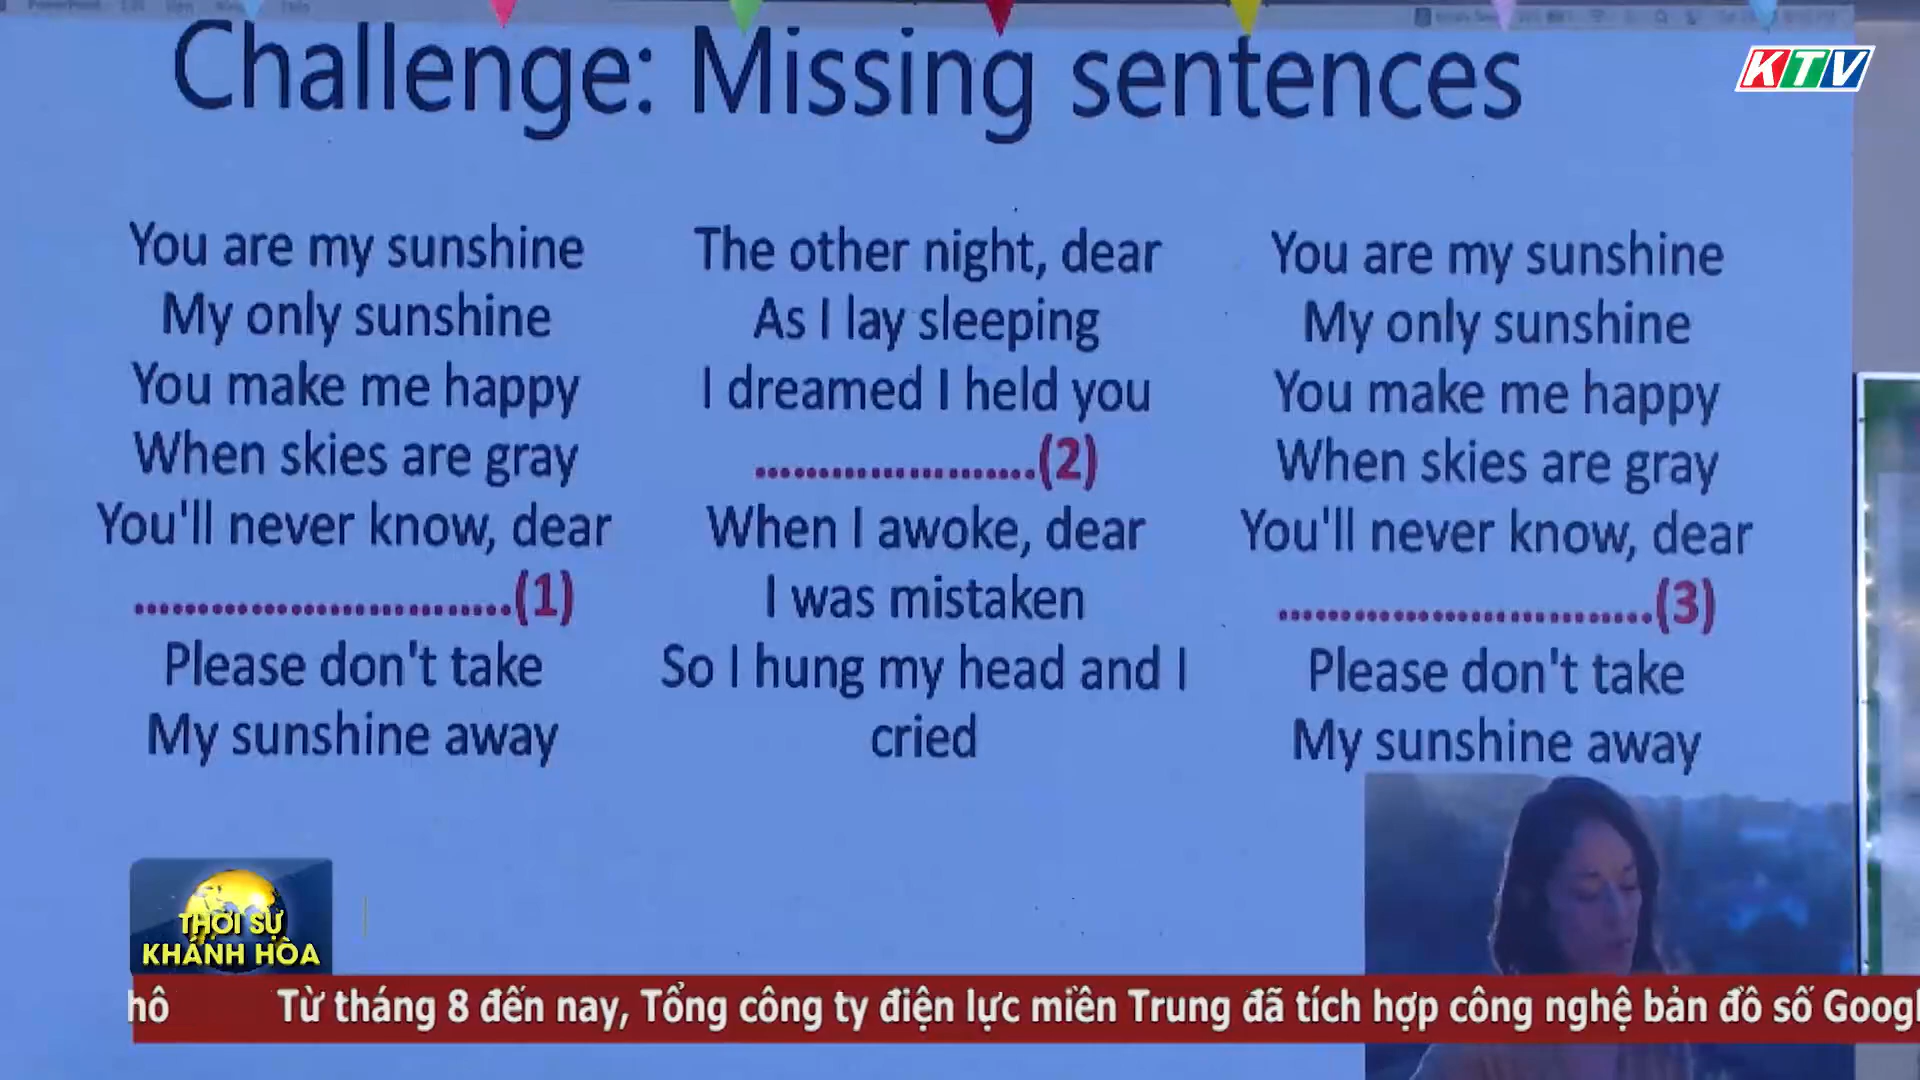 KTV
Challenge: Missing sentences
You are my sunshine
My only sunshine
You make me happy
When skies are gray
You'll never know, dear
.............................(1)
Please don't take
My sunshine away
The other night, dear
As I lay sleeping
I dreamed I held you
......................(2)
When I awoke, dear
I was mistaken
So I hung my head and I
cried
You are my sunshine
My only sunshine
You make me happy
When skies are gray
You'll never know, dear
.............................(3)
Please don't take
My sunshine away
THỜI SỰ
KHÁNH HÒA
hô Từ tháng 8 đến nay, Tổng công ty điện lực miền Trung đã tích hợp công nghệ bản đồ số Googl